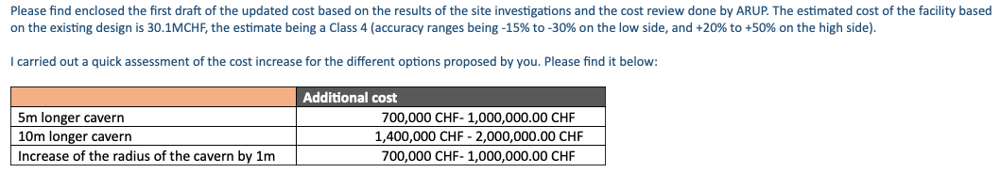 Please find enclosed the first draft of the updated cost based on the results of the site investigations and the cost review done by ARUP. The estimated cost of the facility based
on the existing design is 30.1MCHF, the estimate being a Class 4 (accuracy ranges being -15% to -30% on the low side, and +20% to +50% on the high side).
I carried out a quick assessment of the cost increase for the different options proposed by you. Please find it below:
Additional cost
5m longer cavern 700,000 CHF- 1,000,000.00 CHF
10m longer cavern 1,400,000 CHF - 2,000,000.00 CHF
Increase of the radius of the cavern by 1m 700,000 CHF- 1,000,000.00 CHF